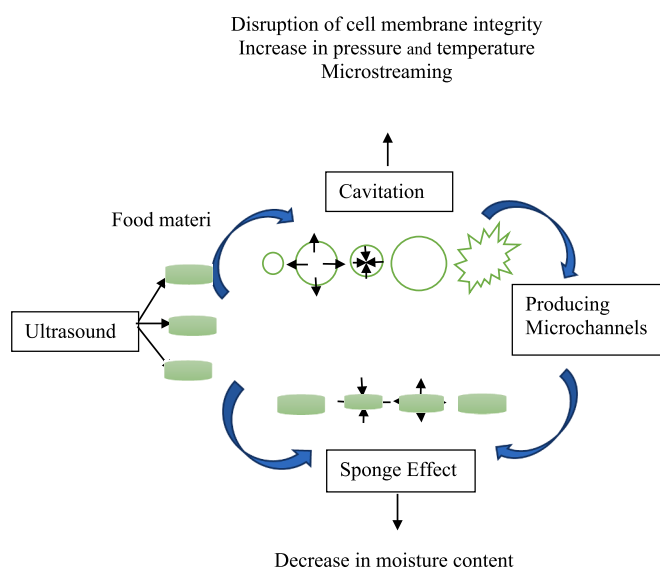 Disruption of cell membrane integrity
Increase in pressure and temperature
Microstreaming
Cavitation
Food materi
Producing
Microchannels
Ultrasound
Sponge Effect
Decrease in moisture content